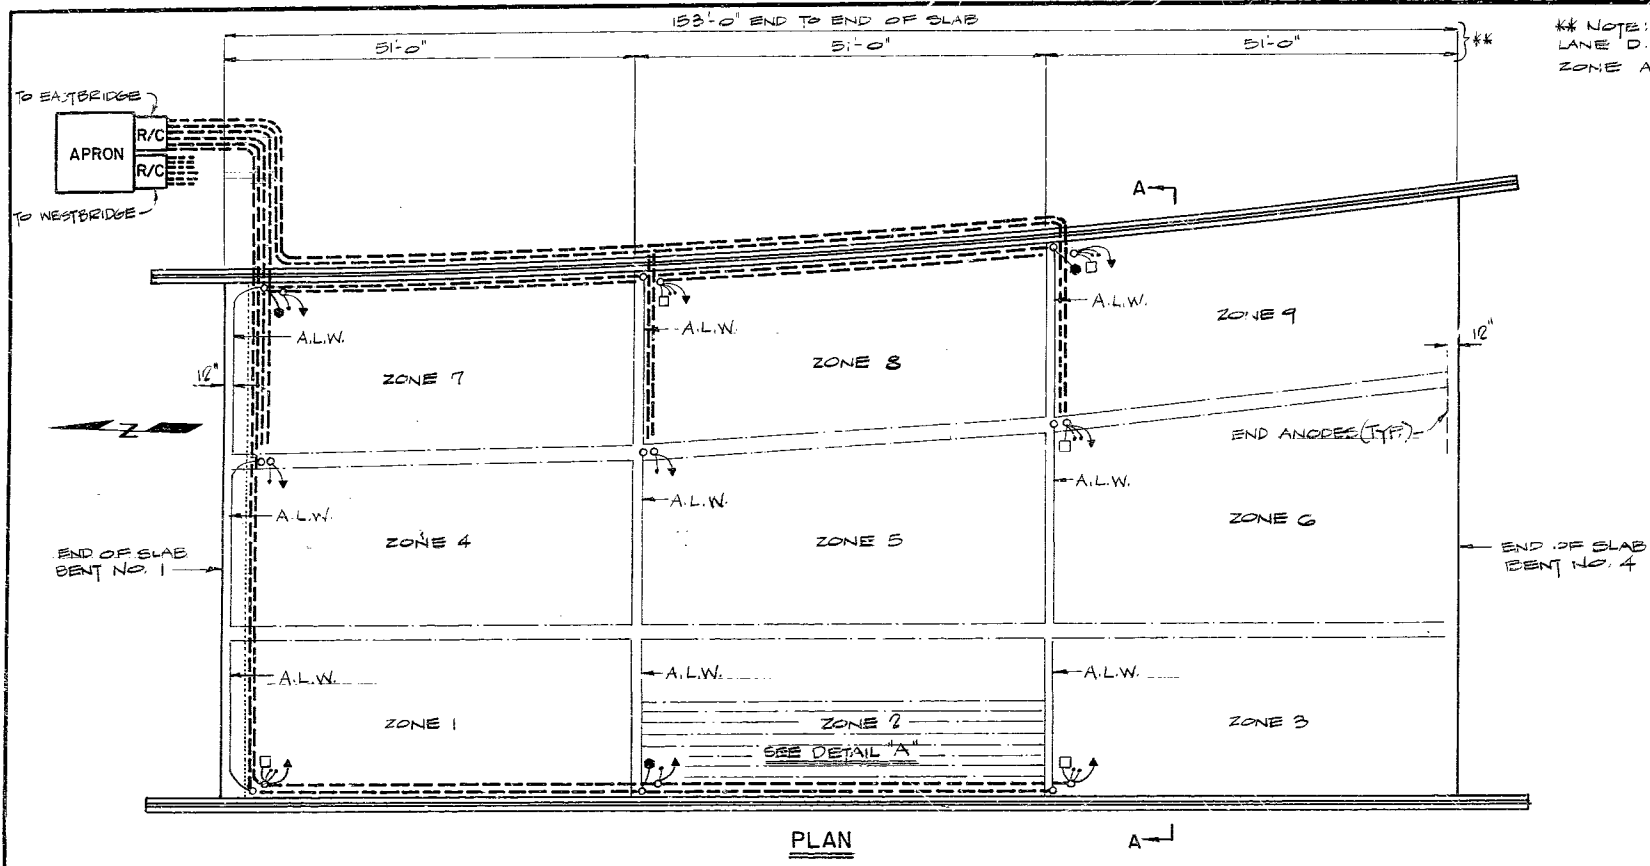 153'-0" END TO END OF SLAB
51'-0"
51'-0"
51'-0"
}**
** NOTE:
LANE D.
ZONE A
TO EASTBRIDGE
APRON
R/C
R/C
TO WESTBRIDGE
A
A.L.W.
A.L.W.
A.L.W.
ZONE 7
ZONE 8
ZONE 9
12"
12"
Z
END ANODES (TYP.)
A.L.W.
A.L.W.
A.L.W.
ZONE 4
ZONE 5
ZONE 6
END OF SLAB
BENT NO. 1
END OF SLAB
BENT NO. 4
A.L.W.
A.L.W.
A.L.W.
ZONE 1
ZONE 2
SEE DETAIL "A"
ZONE 3
PLAN
A